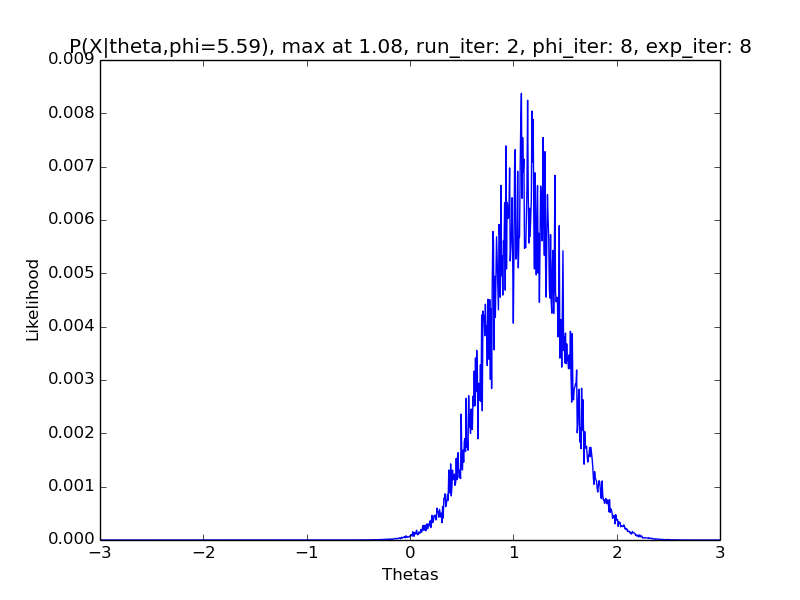 P(X|theta,phi=5.59), max at 1.08, run_iter: 2, phi_iter: 8, exp_iter: 8
0.009
0.008
0.007
0.006
0.005
0.004
0.003
0.002
0.001
0.000
Likelihood
−3 −2 −1 0 1 2 3
Thetas